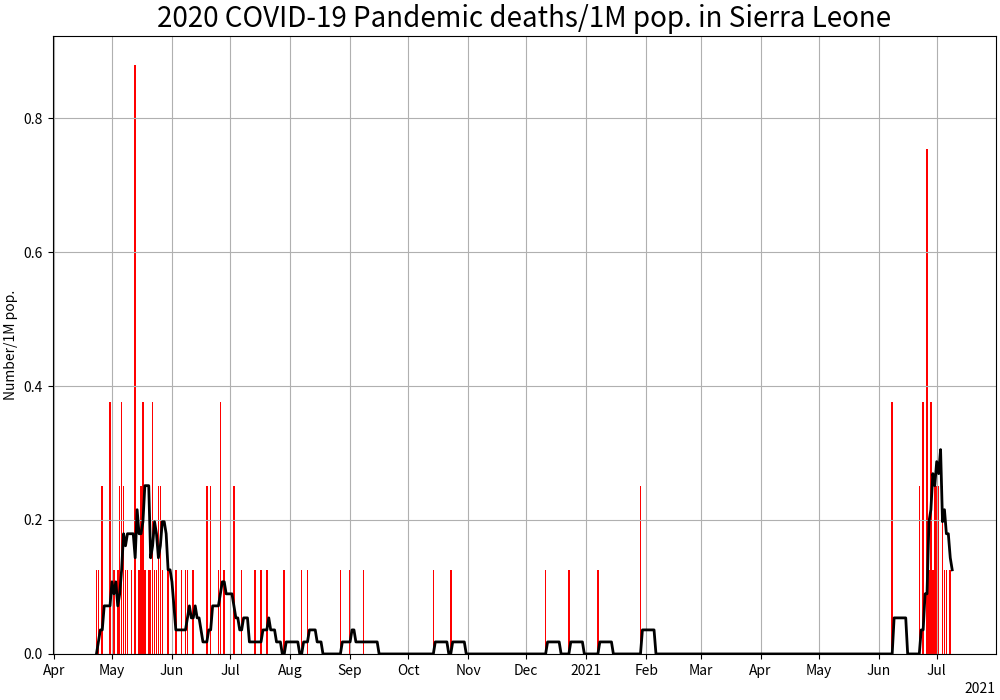 2020 COVID-19 Pandemic deaths/1M pop. in Sierra Leone
Number/1M pop.
0.8
0.6
0.4
0.2
0.0
Apr May Jun Jul Aug Sep Oct Nov Dec 2021 Feb Mar Apr May Jun Jul
2021